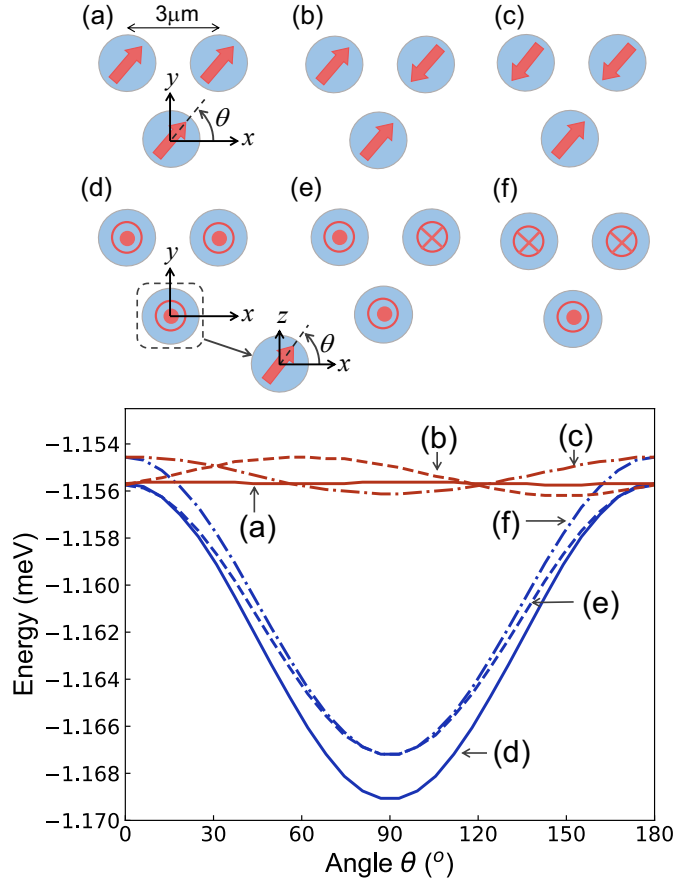 (a) (b) (c)
3μm
y
θ
x
(d) (e) (f)
y
x
z
θ
x
−1.154
−1.156
−1.158
−1.160
−1.162
−1.164
−1.166
−1.168
−1.170
Energy (meV)
(b) (c)
(a) (f)
(e)
(d)
0 30 60 90 120 150 180
Angle θ (°)